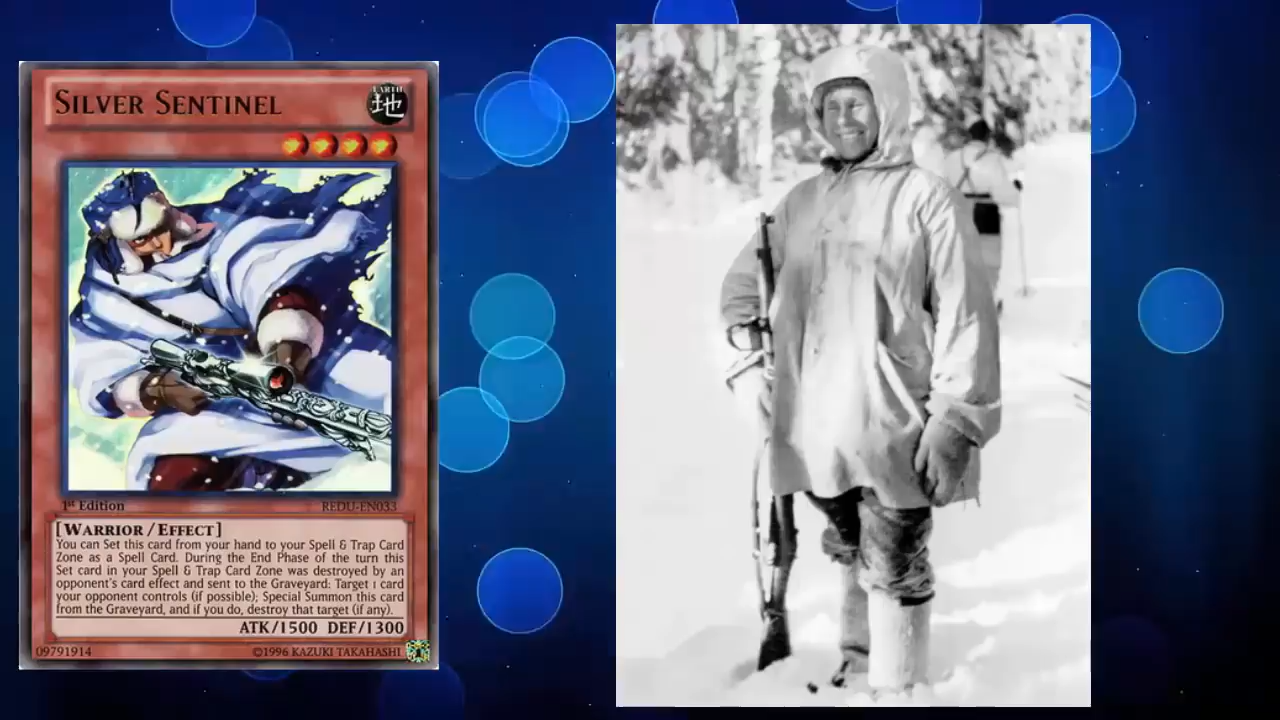 SILVER SENTINEL
EARTH
地
1st Edition
REDU-EN033
[WARRIOR/EFFECT]
You can Set this card from your hand to your Spell & Trap Card
Zone as a Spell Card. During the End Phase of the turn this
Set card in your Spell & Trap Card Zone was destroyed by an
opponent's card effect and sent to the Graveyard: Target 1 card
your opponent controls (if possible); Special Summon this card
from the Graveyard, and if you do, destroy that target (if any).
ATK/1500 DEF/1300
09791914
©1996 KAZUKI TAKAHASHI